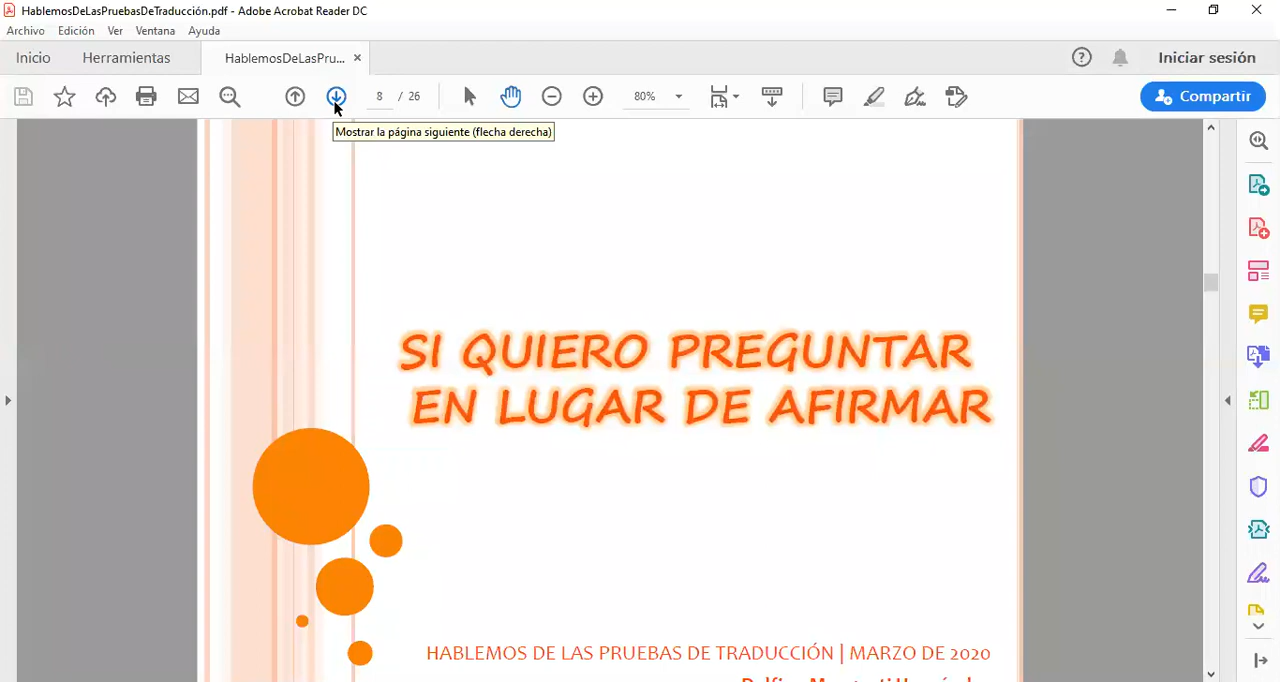 HablemosDeLasPruebasDeTraducción.pdf - Adobe Acrobat Reader DC
Archivo Edición Ver Ventana Ayuda
Inicio Herramientas HablemosDeLasPru... × Iniciar sesión
8 / 26 80% Compartir
Mostrar la página siguiente (flecha derecha)
SI QUIERO PREGUNTAR
EN LUGAR DE AFIRMAR
HABLEMOS DE LAS PRUEBAS DE TRADUCCIÓN | MARZO DE 2020